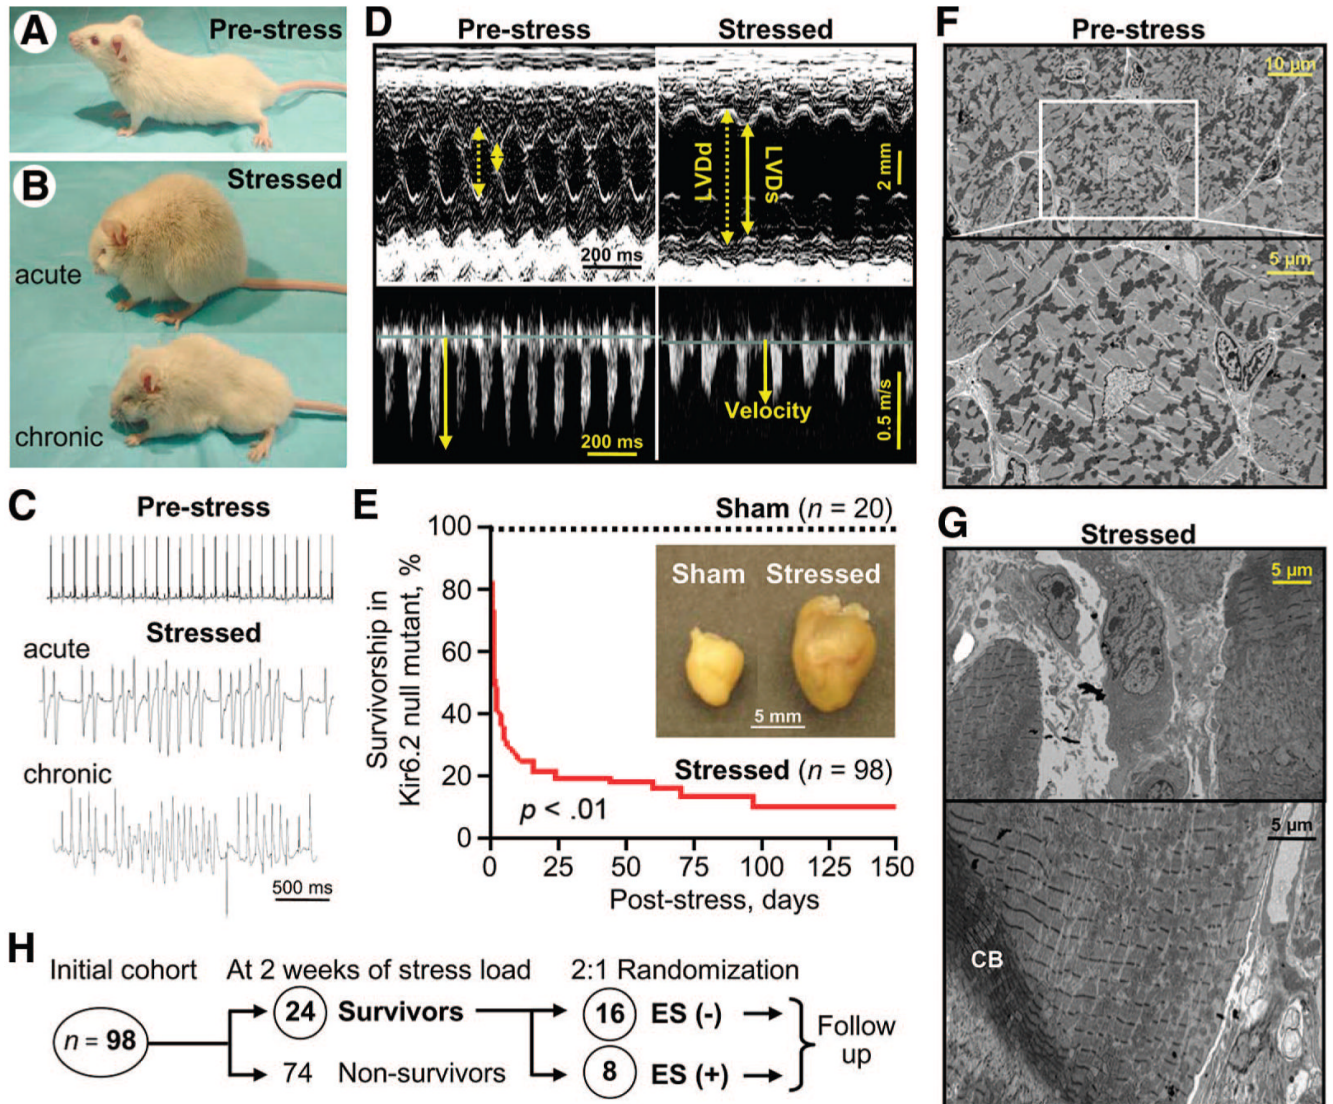 A
Pre-stress
B
Stressed
acute
chronic
C
Pre-stress
Stressed
acute
chronic
500 ms
D
Pre-stress
Stressed
LVDd
LVDs
2 mm
200 ms
Velocity
200 ms
0.5 m/s
E
Survivorship in
Kir6.2 null mutant, %
100
80
60
40
20
0
0 25 50 75 100 125 150
Post-stress, days
Sham (n = 20)
Sham Stressed
5 mm
Stressed (n = 98)
p < .01
F
Pre-stress
10 µm
5 µm
G
Stressed
5 µm
5 µm
CB
H
Initial cohort At 2 weeks of stress load 2:1 Randomization
n = 98
24 Survivors
16 ES (-)
74 Non-survivors
8 ES (+)
Follow
up